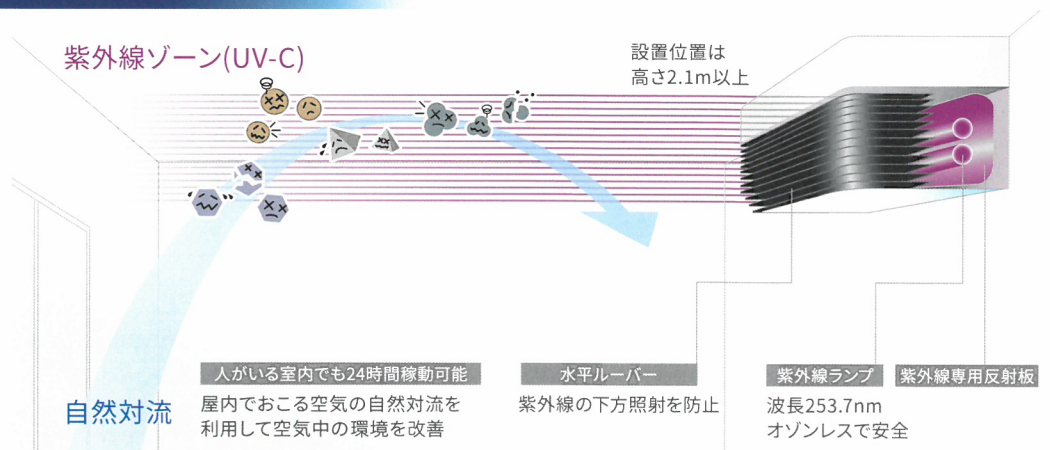 紫外線ゾーン(UV-C)
設置位置は
高さ2.1m以上
人がいる室内でも24時間稼動可能
自然対流
屋内でおこる空気の自然対流を
利用して空気中の環境を改善
水平ルーバー
紫外線の下方照射を防止
紫外線ランプ
波長253.7nm
オゾンレスで安全
紫外線専用反射板